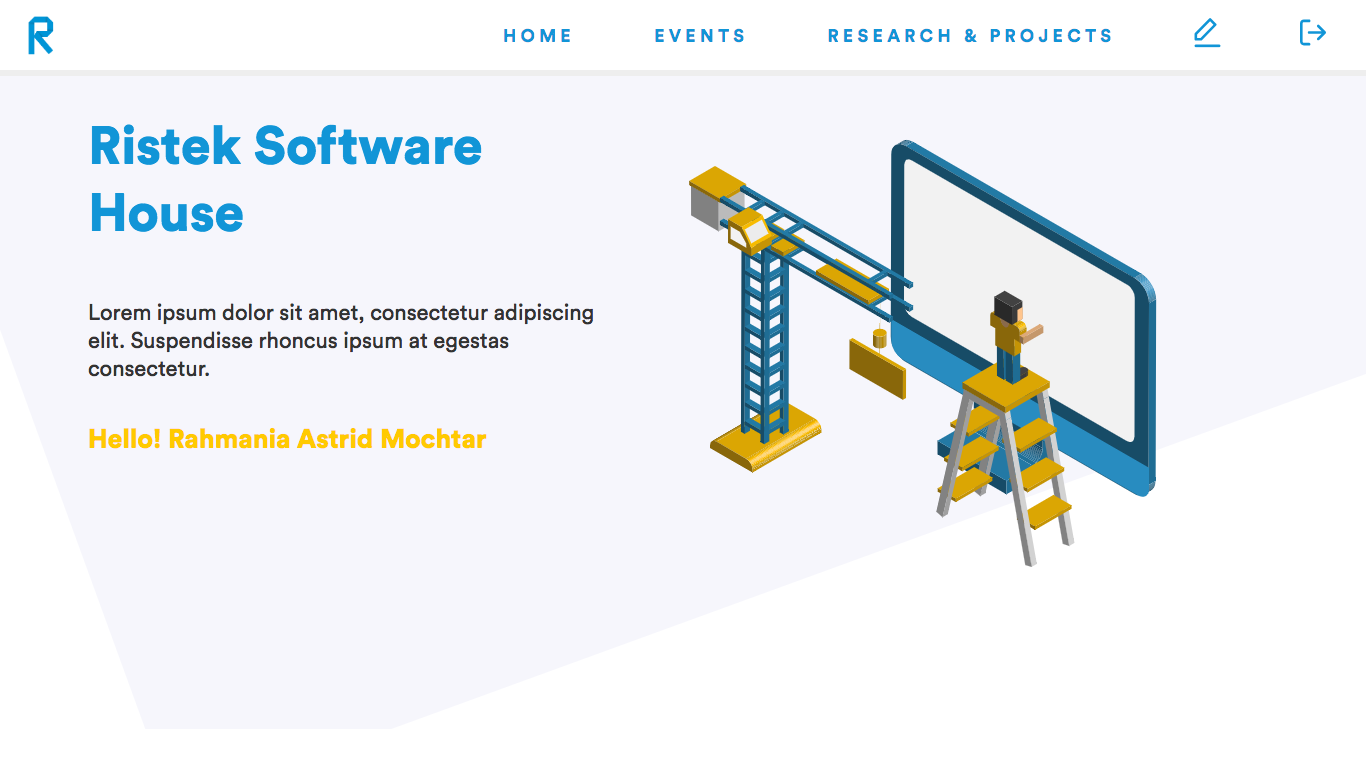 R
HOME
EVENTS
RESEARCH & PROJECTS
Ristek Software
House
Lorem ipsum dolor sit amet, consectetur adipiscing
elit. Suspendisse rhoncus ipsum at egestas
consectetur.
Hello! Rahmania Astrid Mochtar